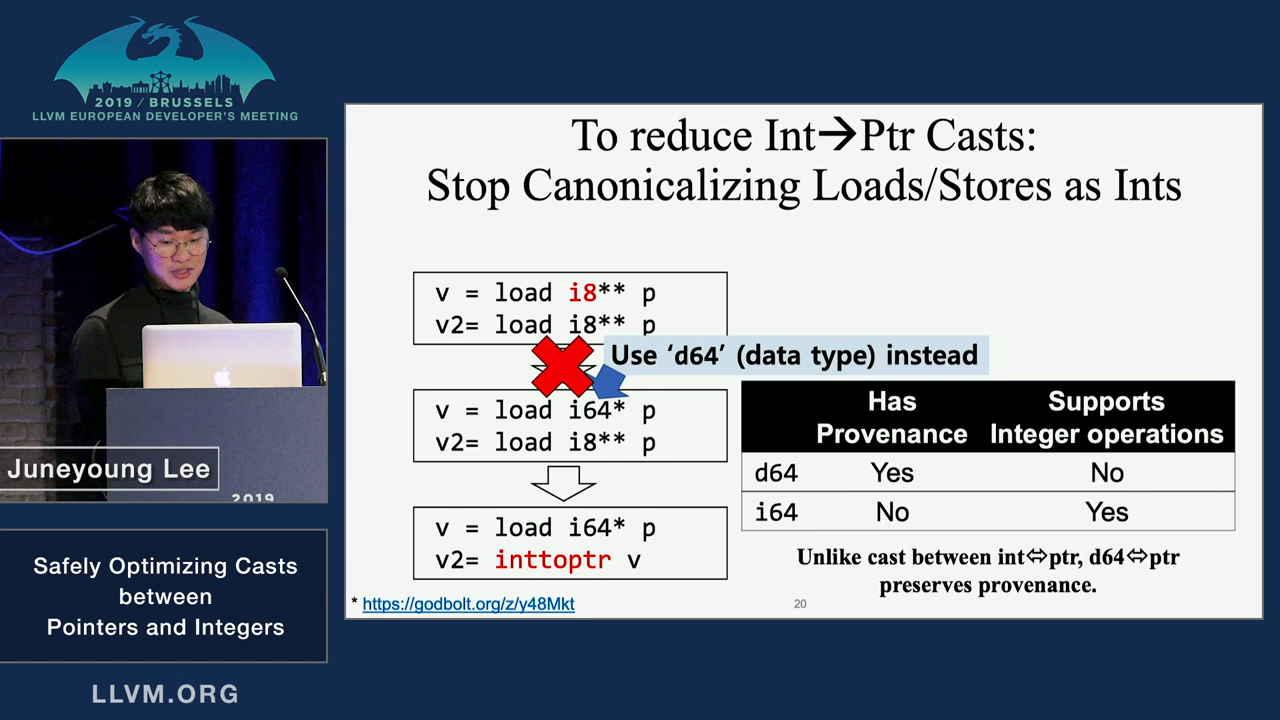 2019 / BRUSSELS
LLVM EUROPEAN DEVELOPER'S MEETING
To reduce Int→Ptr Casts:
Stop Canonicalizing Loads/Stores as Ints
v = load i8** p
v2= load i8** p
Use ‘d64’ (data type) instead
v = load i64* p
v2= load i8** p
v = load i64* p
v2= inttoptr v
Has Provenance Supports Integer operations
d64 Yes No
i64 No Yes
Unlike cast between int⇔ptr, d64⇔ptr
preserves provenance.
* https://godbolt.org/z/y48Mkt
20
Juneyoung Lee
2019
Safely Optimizing Casts
between
Pointers and Integers
LLVM.ORG